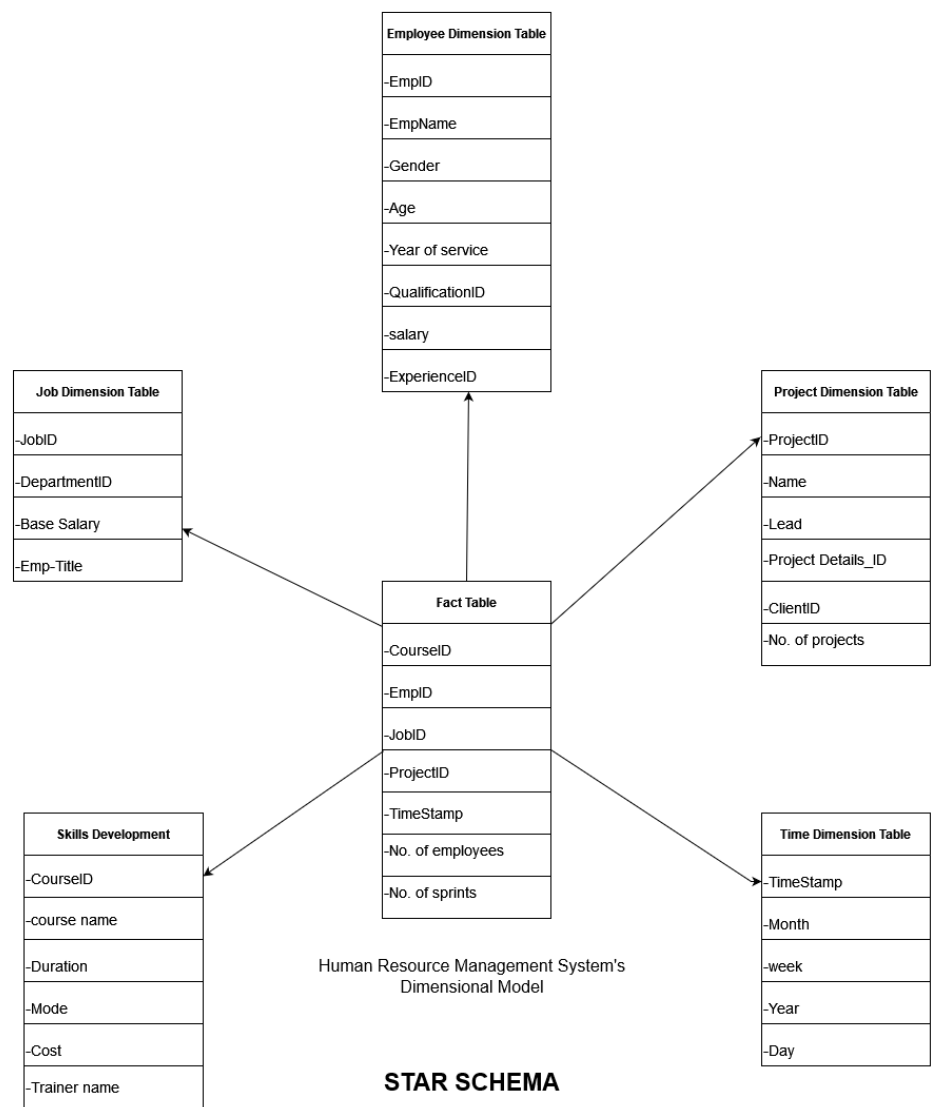 Employee Dimension Table
-EmpID
-EmpName
-Gender
-Age
-Year of service
-QualificationID
-salary
-ExperienceID
Job Dimension Table
-JobID
-DepartmentID
-Base Salary
-Emp-Title
Project Dimension Table
-ProjectID
-Name
-Lead
-Project Details_ID
-ClientID
-No. of projects
Fact Table
-CourseID
-EmpID
-JobID
-ProjectID
-TimeStamp
-No. of employees
-No. of sprints
Skills Development
-CourseID
-course name
-Duration
-Mode
-Cost
-Trainer name
Time Dimension Table
-TimeStamp
-Month
-week
-Year
-Day
Human Resource Management System's
Dimensional Model
STAR SCHEMA